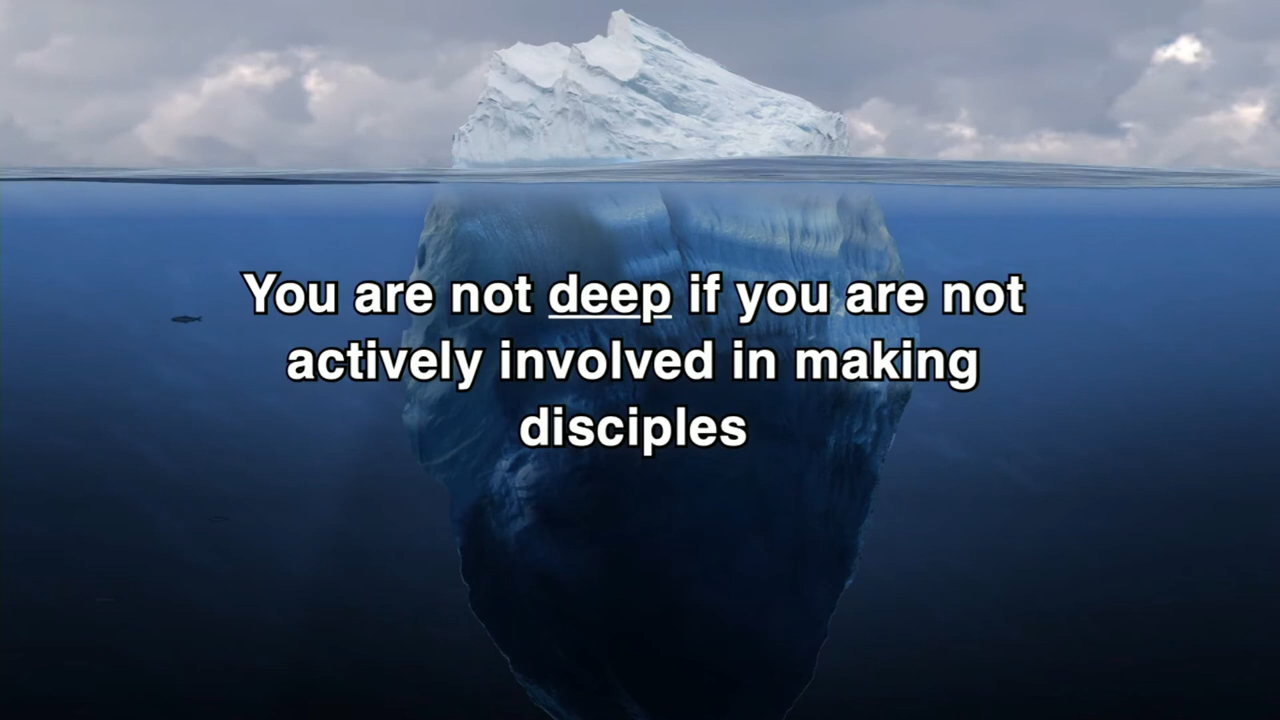 You are not deep if you are not
actively involved in making
disciples